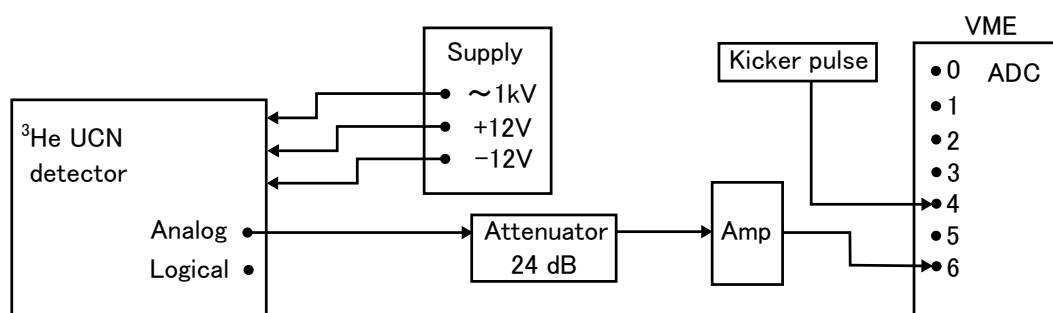 ³He UCN
detector
Analog
Logical
Supply
～1kV
+12V
−12V
Attenuator
24 dB
Amp
Kicker pulse
VME
ADC
0
1
2
3
4
5
6